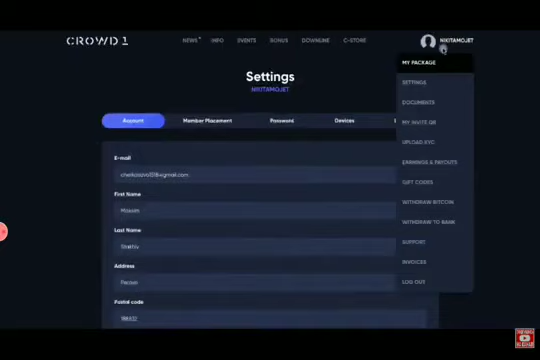 CROWD 1
NEWS INFO EVENTS BONUS DOWNLINE C-STORE
NIKITAMOJET
Settings
NIKITAMOJET
MY PACKAGE
SETTINGS
DOCUMENTS
MY INVITE QR
UPLOAD KYC
EARNINGS & PAYOUTS
GIFT CODES
WITHDRAW BITCOIN
WITHDRAW TO BANK
SUPPORT
INVOICES
LOG OUT
Account Member Placement Password Devices
E-mail
First Name
Last Name
Address
Postal code